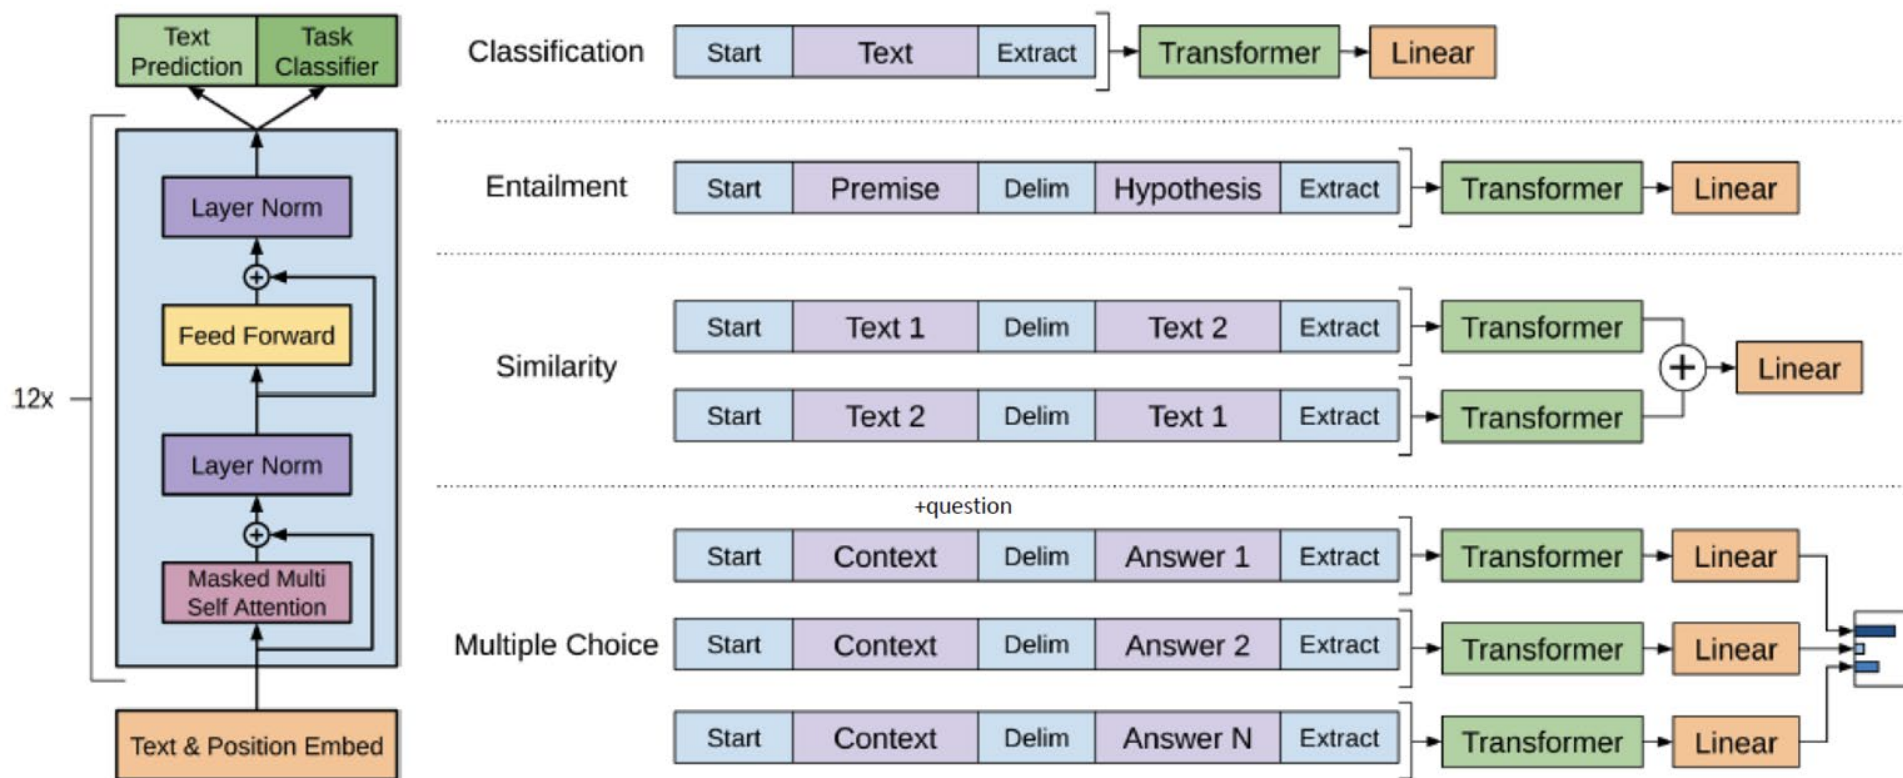 Text
Prediction
Task
Classifier
12x
Layer Norm
Feed Forward
Layer Norm
Masked Multi
Self Attention
Text & Position Embed
Classification Start Text Extract Transformer Linear
Entailment Start Premise Delim Hypothesis Extract Transformer Linear
Similarity
Start Text 1 Delim Text 2 Extract Transformer
Start Text 2 Delim Text 1 Extract Transformer
Linear
+question
Multiple Choice
Start Context Delim Answer 1 Extract Transformer Linear
Start Context Delim Answer 2 Extract Transformer Linear
Start Context Delim Answer N Extract Transformer Linear